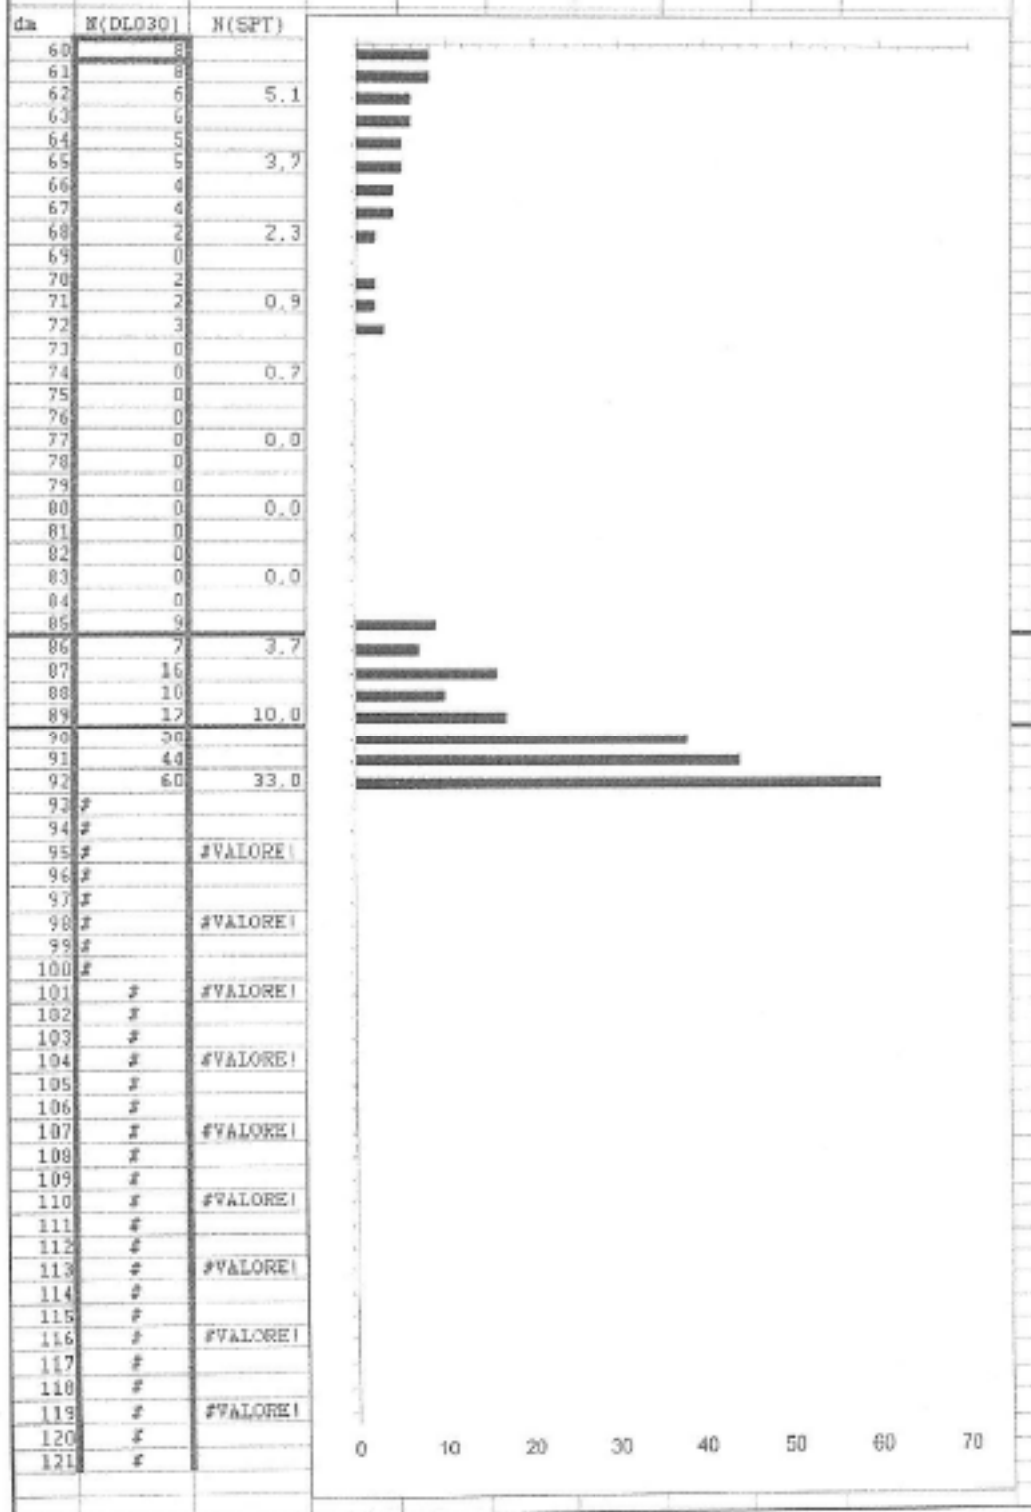 dm N(DL030) N(SPT)
60 8
61 8
62 6 5.1
63 6
64 5
65 5 3,7
66 4
67 4
68 2 2,3
69 0
70 2
71 2 0,9
72 3
73 0
74 0 0,7
75 0
76 0
77 0 0,0
78 0
79 0
80 0 0,0
81 0
82 0
83 0 0,0
84 0
85 9
86 7 3,7
87 16
88 10
89 17 10,0
90 38
91 44
92 60 33,0
93 #
94 #
95 # #VALORE!
96 #
97 #
98 # #VALORE!
99 #
100 #
101 # #VALORE!
102 #
103 #
104 # #VALORE!
105 #
106 #
107 # #VALORE!
108 #
109 #
110 # #VALORE!
111 #
112 #
113 # #VALORE!
114 #
115 #
116 # #VALORE!
117 #
118 #
119 # #VALORE!
120 #
121 #
0 10 20 30 40 50 60 70